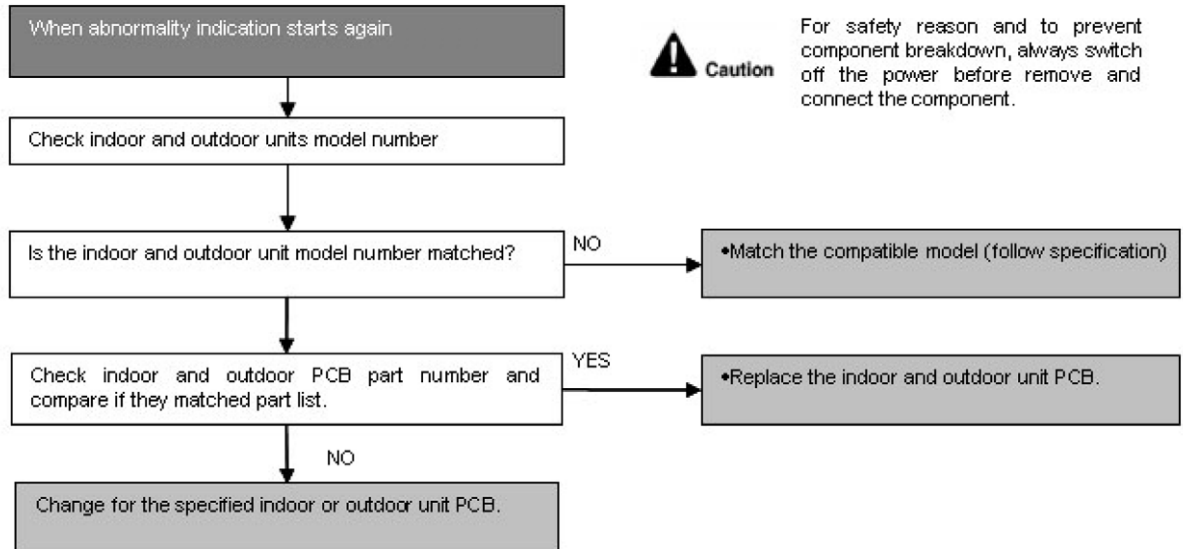 When abnormality indication starts again
Caution
For safety reason and to prevent
component breakdown, always switch
off the power before remove and
connect the component.
Check indoor and outdoor units model number
Is the indoor and outdoor unit model number matched?
NO
•Match the compatible model (follow specification)
Check indoor and outdoor PCB part number and
compare if they matched part list.
YES
•Replace the indoor and outdoor unit PCB.
NO
Change for the specified indoor or outdoor unit PCB.